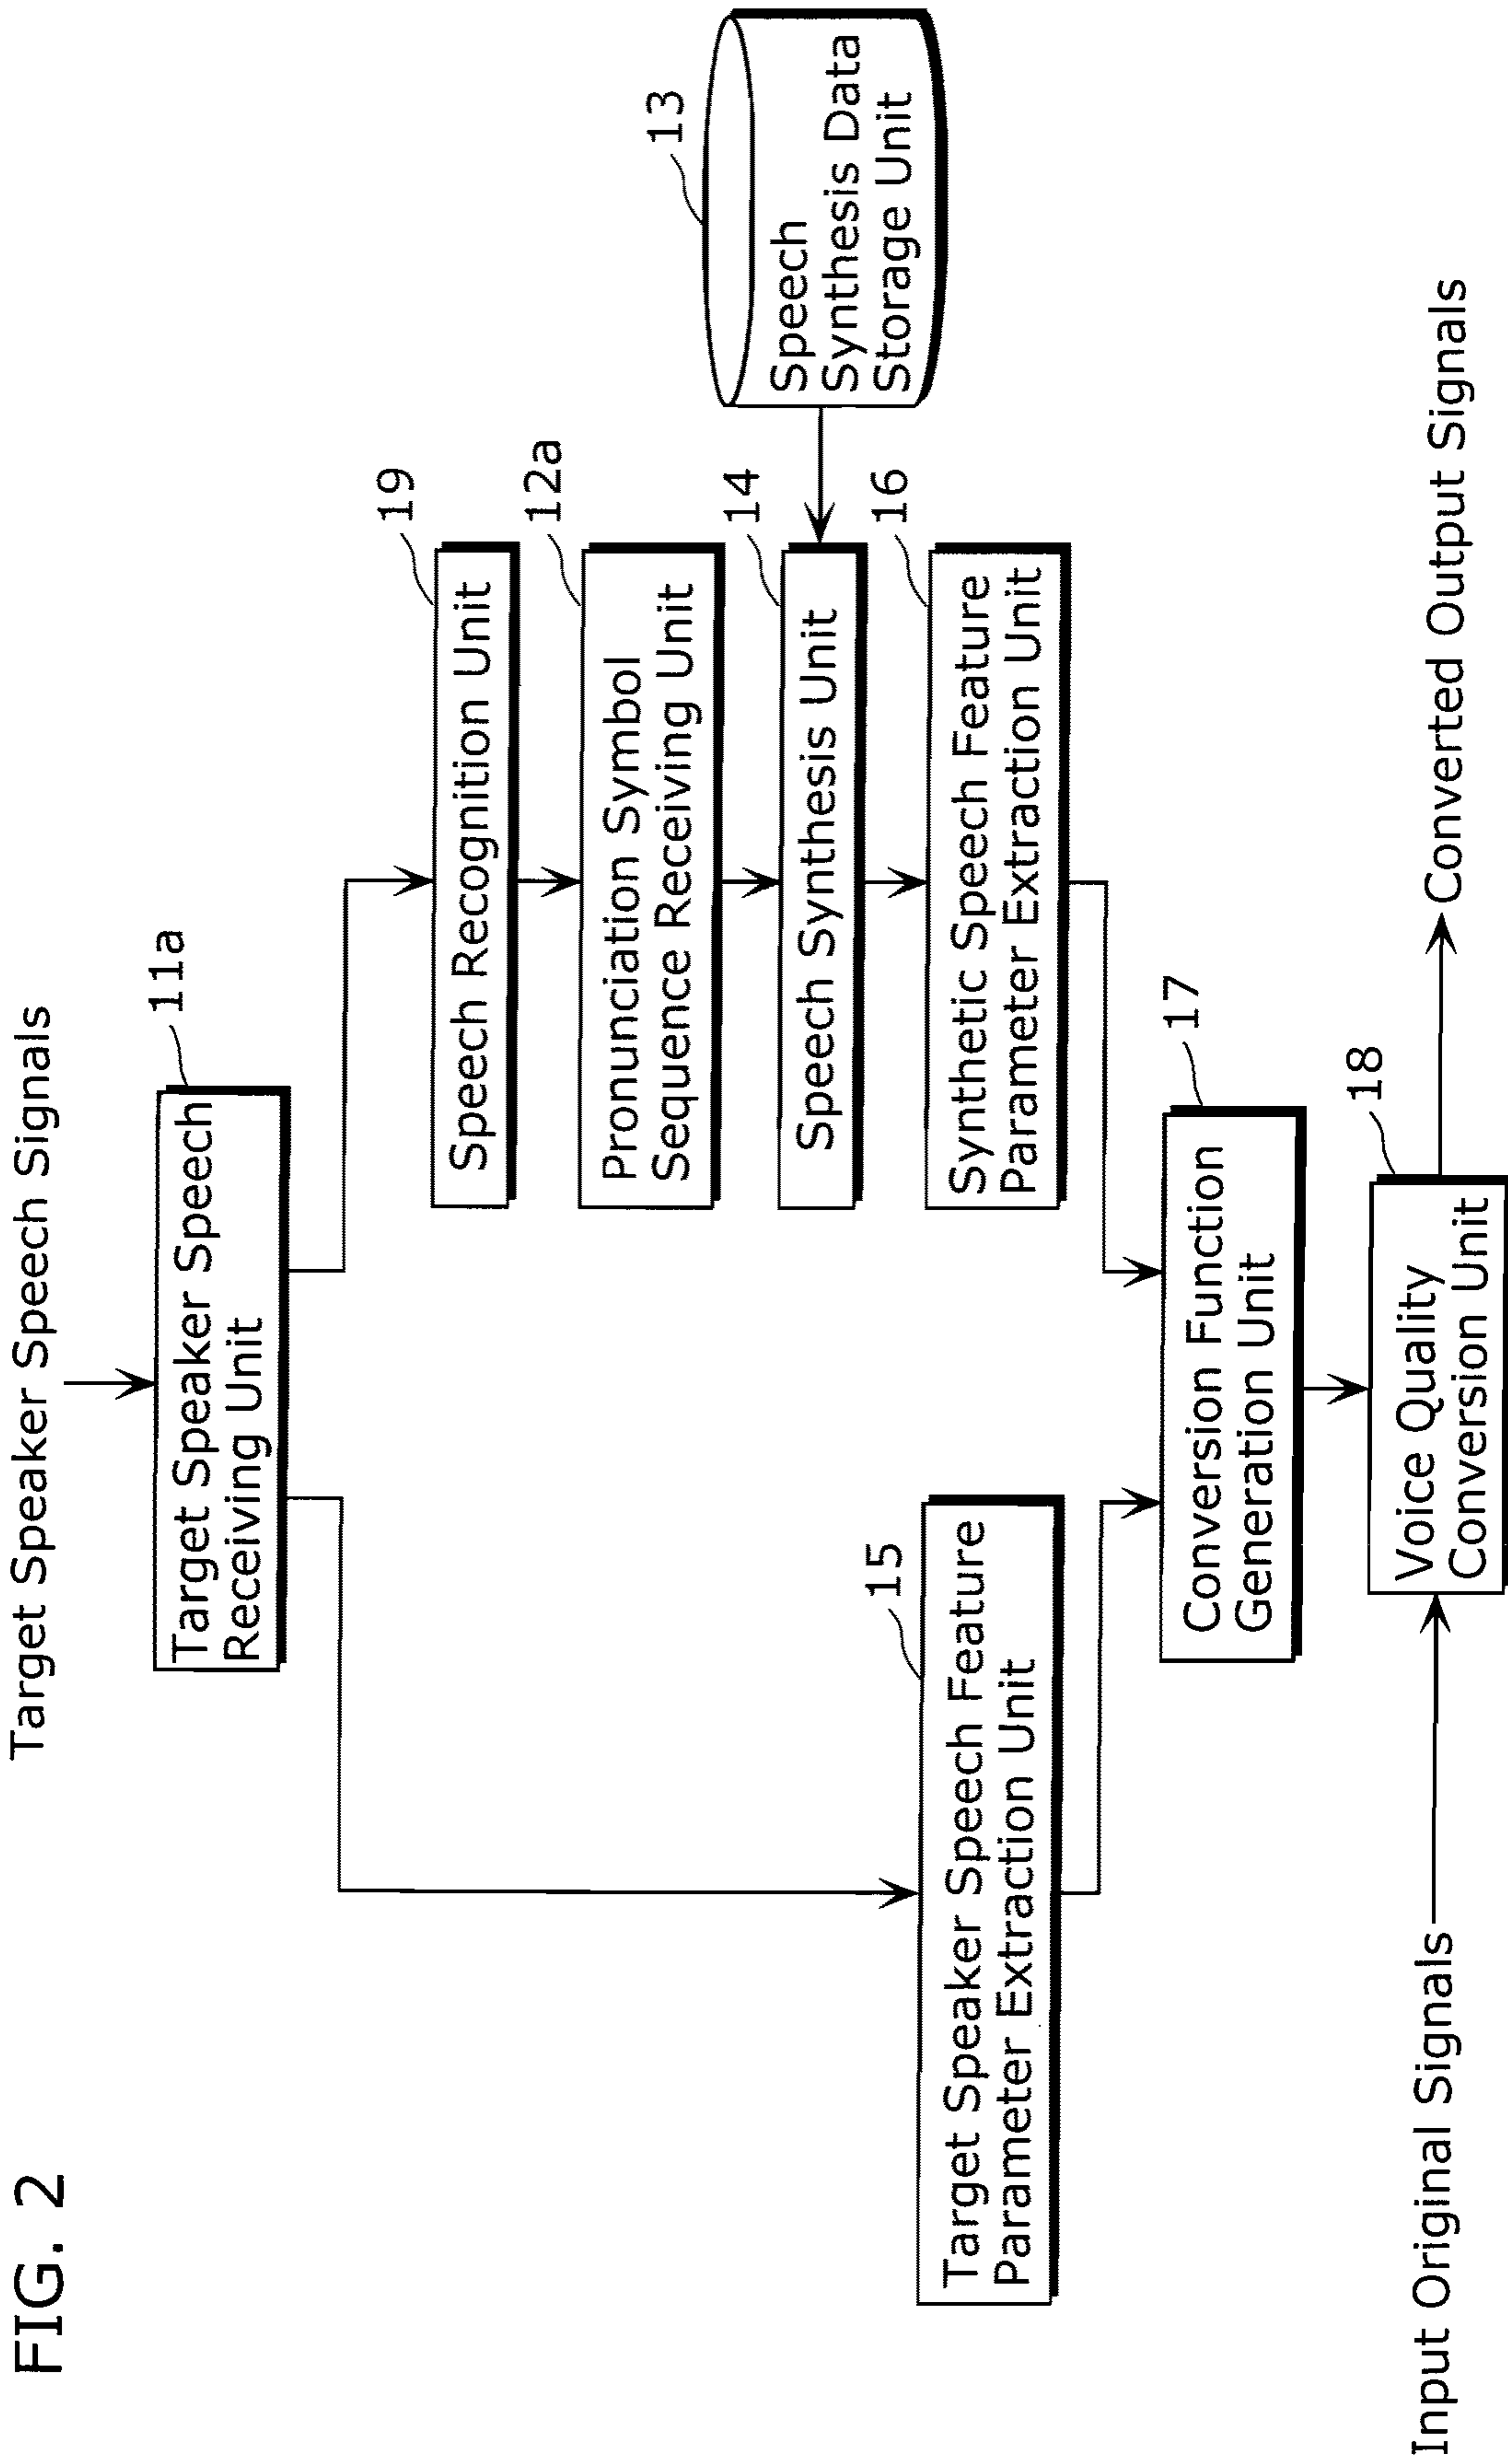 FIG. 2
Target Speaker Speech Signals
11a
Target Speaker Speech
Receiving Unit
19
Speech Recognition Unit
12a
Pronunciation Symbol
Sequence Receiving Unit
13
Speech
Synthesis Data
Storage Unit
14
Speech Synthesis Unit
15
Target Speaker Speech Feature
Parameter Extraction Unit
16
Synthetic Speech Feature
Parameter Extraction Unit
17
Conversion Function
Generation Unit
18
Input Original Signals
Voice Quality
Conversion Unit
Converted Output Signals